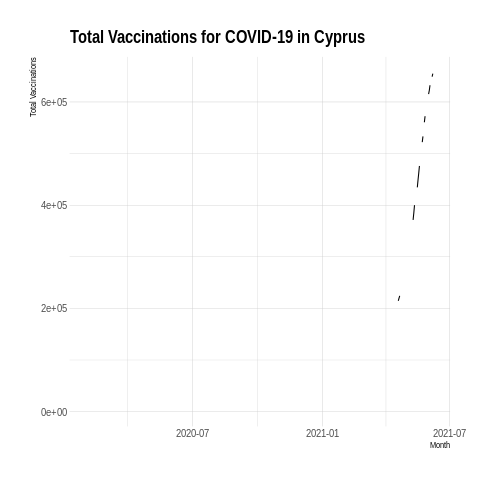 Total Vaccinations for COVID-19 in Cyprus
Total Vaccinations
6e+05
4e+05
2e+05
0e+00
2020-07
2021-01
2021-07
Month